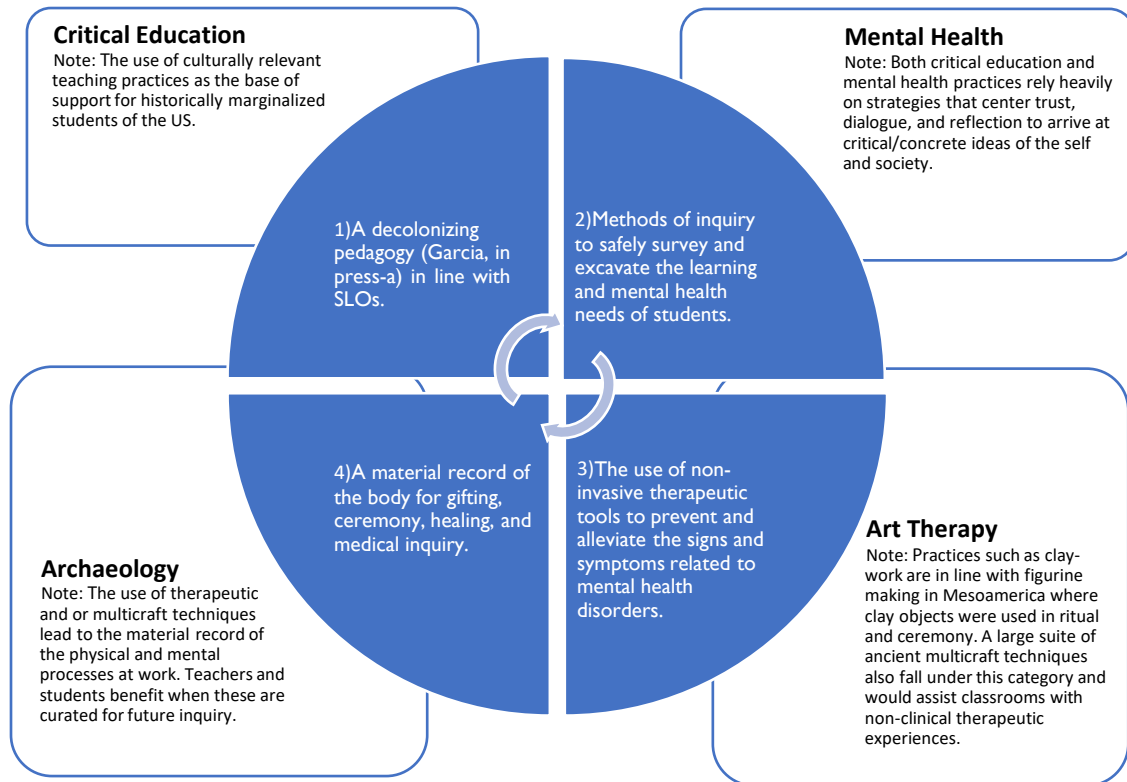 Critical Education
Note: The use of culturally relevant
teaching practices as the base of
support for historically marginalized
students of the US.
Mental Health
Note: Both critical education and
mental health practices rely heavily
on strategies that center trust,
dialogue, and reflection to arrive at
critical/concrete ideas of the self
and society.
1)A decolonizing
pedagogy (Garcia, in
press-a) in line with
SLOs.
2)Methods of inquiry
to safely survey and
excavate the learning
and mental health
needs of students.
4)A material record of
the body for gifting,
ceremony, healing, and
medical inquiry.
3)The use of non-
invasive therapeutic
tools to prevent and
alleviate the signs and
symptoms related to
mental health
disorders.
Archaeology
Note: The use of therapeutic
and or multicraft techniques
lead to the material record of
the physical and mental
processes at work. Teachers and
students benefit when these are
curated for future inquiry.
Art Therapy
Note: Practices such as clay-
work are in line with figurine
making in Mesoamerica where
clay objects were used in ritual
and ceremony. A large suite of
ancient multicraft techniques
also fall under this category and
would assist classrooms with
non-clinical therapeutic
experiences.